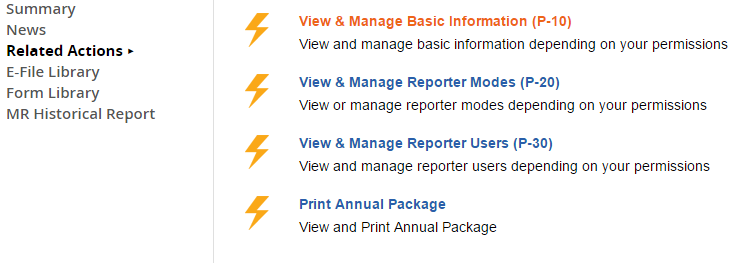 Summary
News
Related Actions ▸
E-File Library
Form Library
MR Historical Report
View & Manage Basic Information (P-10)
View and manage basic information depending on your permissions
View & Manage Reporter Modes (P-20)
View or manage reporter modes depending on your permissions
View & Manage Reporter Users (P-30)
View and manage reporter users depending on your permissions
Print Annual Package
View and Print Annual Package